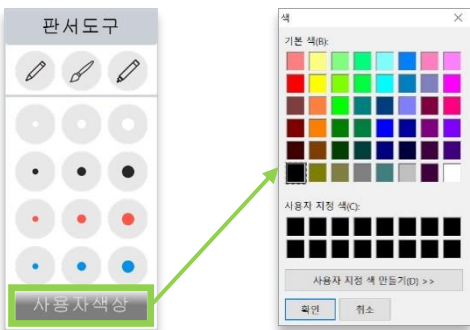 판서도구
사용자색상
색
기본 색(B):
사용자 지정 색(C):
사용자 지정 색 만들기(D) >>
확인
취소